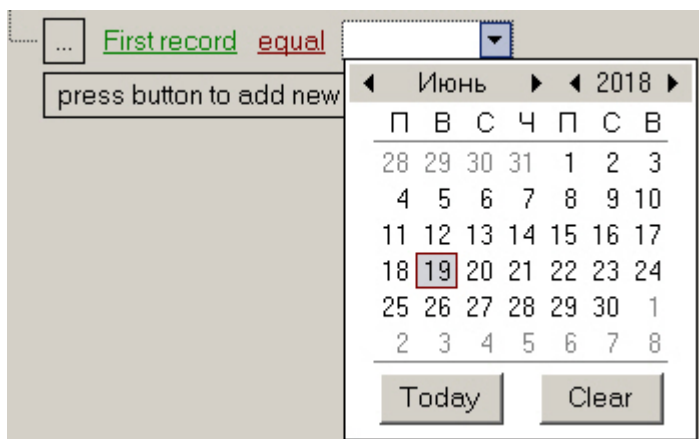 ... First record equal
press button to add new
Июнь 2018
П В С Ч П С В
28 29 30 31 1 2 3
4 5 6 7 8 9 10
11 12 13 14 15 16 17
18 19 20 21 22 23 24
25 26 27 28 29 30 1
2 3 4 5 6 7 8
Today Clear